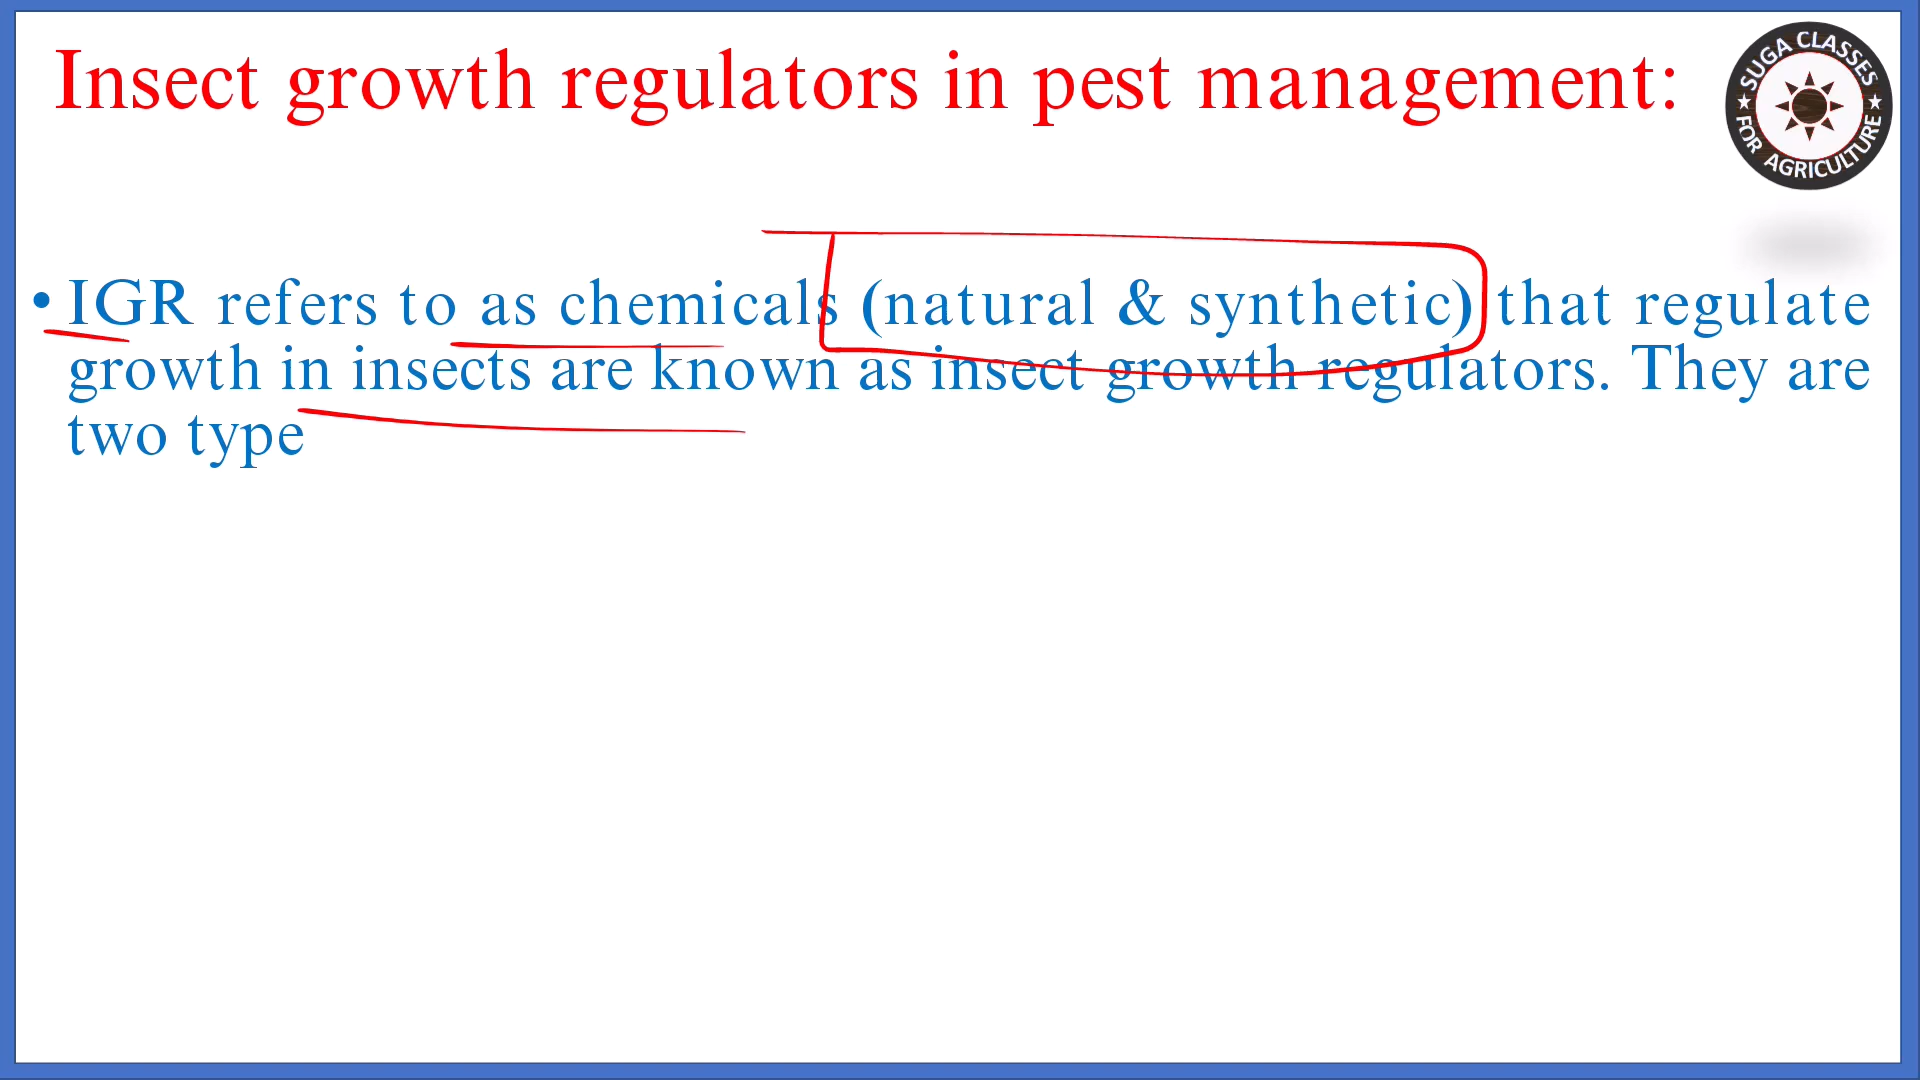 Insect growth regulators in pest management:
SUGA CLASSES
FOR AGRICULTURE
• IGR refers to as chemicals (natural & synthetic) that regulate
growth in insects are known as insect growth regulators. They are
two type